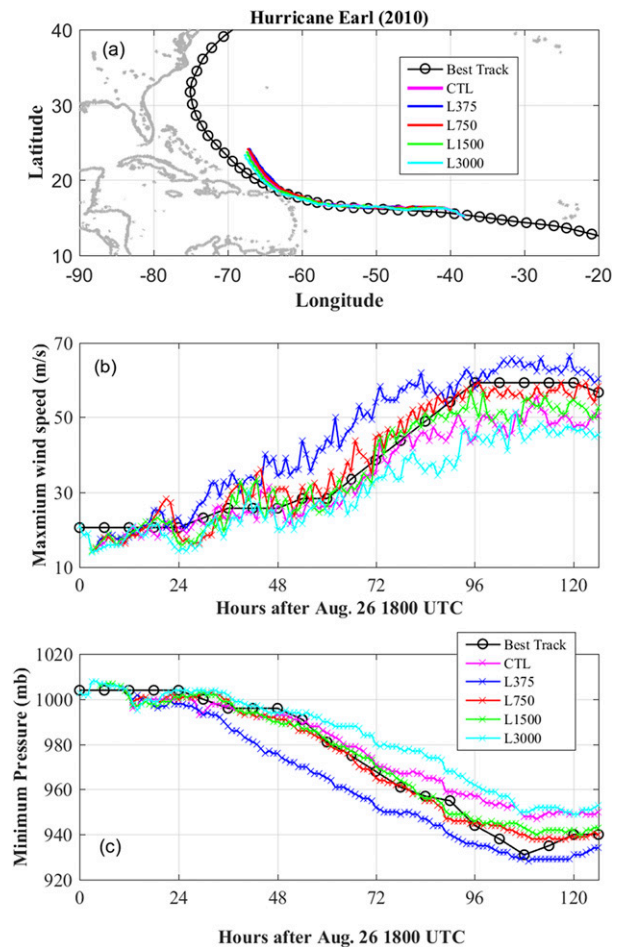 Hurricane Earl (2010)
(a)
Best Track
CTL
L375
L750
L1500
L3000
Latitude
40
30
20
10
-90 -80 -70 -60 -50 -40 -30 -20
Longitude
(b)
Maxmium wind speed (m/s)
70
50
30
10
0 24 48 72 96 120
Hours after Aug. 26 1800 UTC
Best Track
CTL
L375
L750
L1500
L3000
Minimum Pressure (mb)
1020
1000
980
960
940
920
(c)
0 24 48 72 96 120
Hours after Aug. 26 1800 UTC